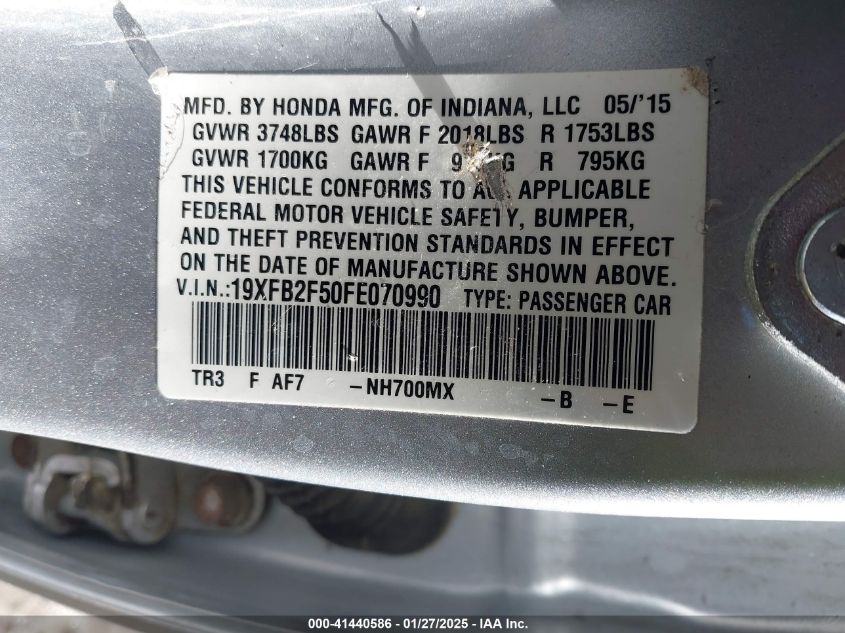 MFD. BY HONDA MFG. OF INDIANA, LLC 05/'15
GVWR 3748LBS GAWR F 2018LBS R 1753LBS
GVWR 1700KG GAWR F R 795KG
THIS VEHICLE CONFORMS TO APPLICABLE
FEDERAL MOTOR VEHICLE SAFETY, BUMPER,
AND THEFT PREVENTION STANDARDS IN EFFECT
ON THE DATE OF MANUFACTURE SHOWN ABOVE.
V.I.N.:19XFB2F50FE070990 TYPE: PASSENGER CAR
TR3 F AF7 -NH700MX -B -E
000-41440586 | 01/27/2025 | IAA Inc.